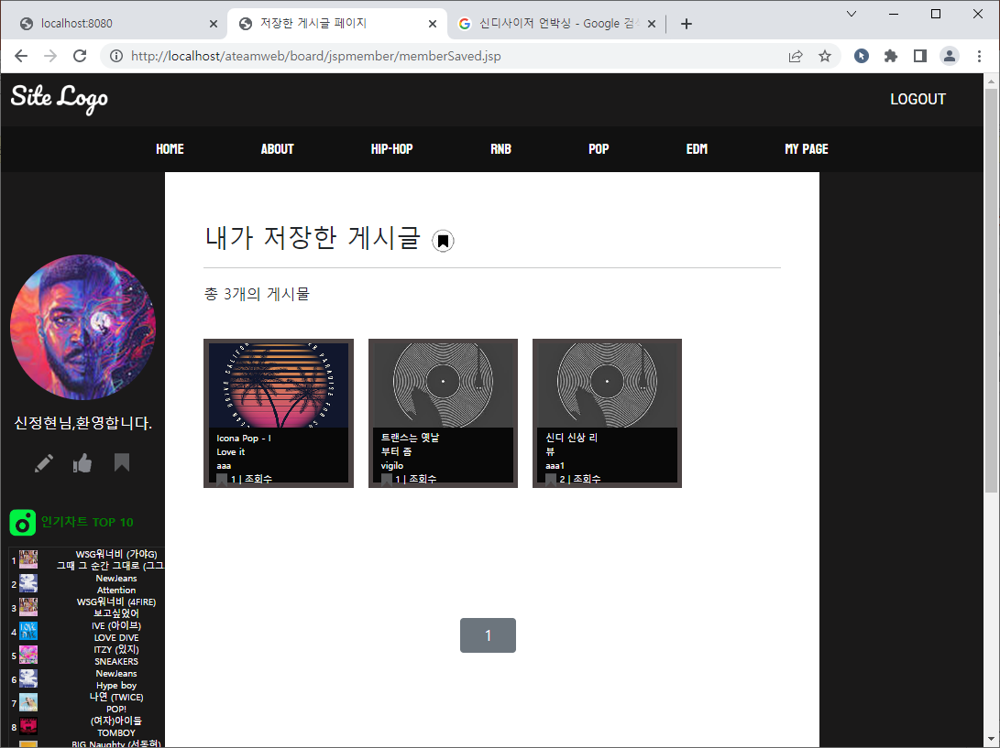 localhost:8080
저장한 게시글 페이지
신디사이저 언박싱 - Google 검
http://localhost/ateamweb/board/jspmember/memberSaved.jsp
Site Logo
LOGOUT
HOME ABOUT HIP-HOP RNB POP EDM MY PAGE
내가 저장한 게시글
총 3개의 게시물
Icona Pop - I
Love it
aaa
1 | 조회수
트랜스는 옛날
부터 좀
vigilo
1 | 조회수
신디 신상 리
뷰
aaa1
2 | 조회수
1
신정현님,환영합니다.
인기차트 TOP 10
1 WSG워너비 (가야G)
그때 그 순간 그대로 (그그
2 NewJeans
Attention
3 WSG워너비 (4FIRE)
보고싶었어
4 IVE (아이브)
LOVE DIVE
5 ITZY (있지)
SNEAKERS
6 NewJeans
Hype boy
7 나연 (TWICE)
POP!
8 (여자)아이들
TOMBOY
BIG Naughty (서동현)